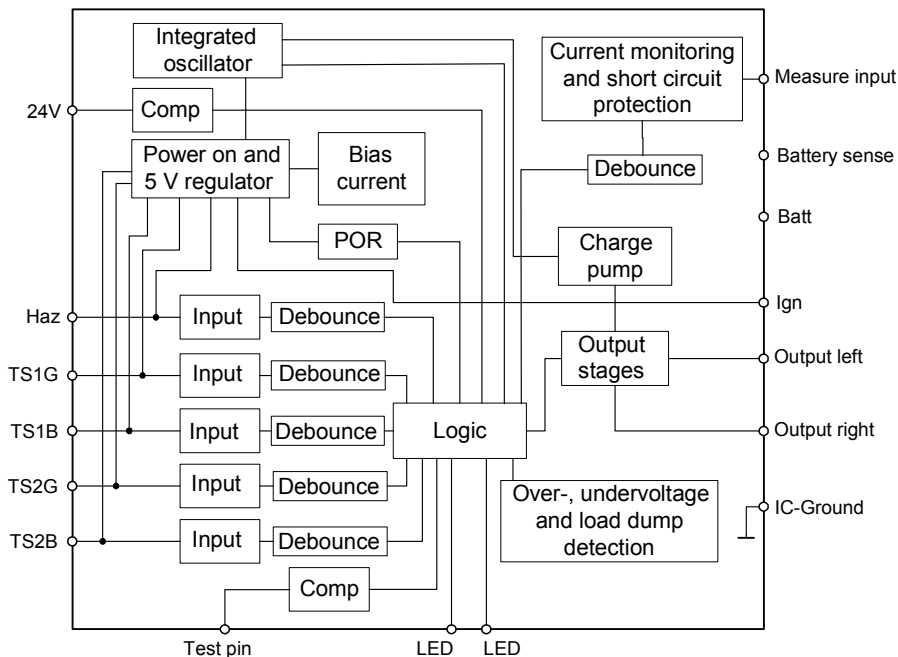 Integrated
oscillator
Current monitoring
and short circuit
protection
Measure input
24V
Comp
Power on and
5 V regulator
Bias
current
Debounce
Battery sense
Batt
POR
Charge
pump
Ign
Haz
Input
Debounce
Output
stages
Output left
TS1G
Input
Debounce
TS1B
Input
Debounce
Logic
Output right
TS2G
Input
Debounce
Over-, undervoltage
and load dump
detection
IC-Ground
TS2B
Input
Debounce
Comp
Test pin
LED
LED